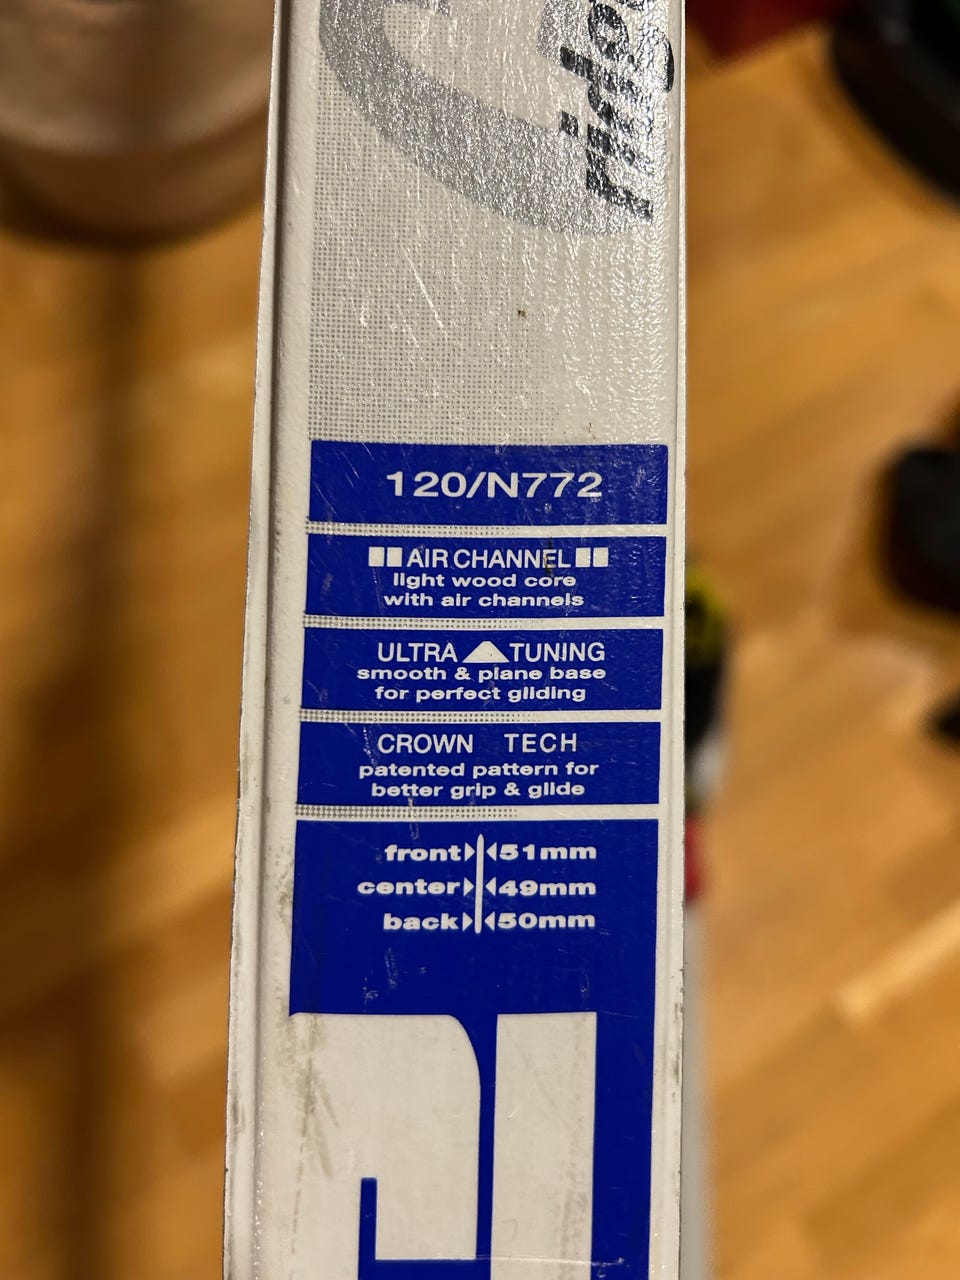 120/N772
AIR CHANNEL
light wood core
with air channels
ULTRA TUNING
smooth & plane base
for perfect gliding
CROWN TECH
patented pattern for
better grip & glide
front 51mm
center 49mm
back 50mm